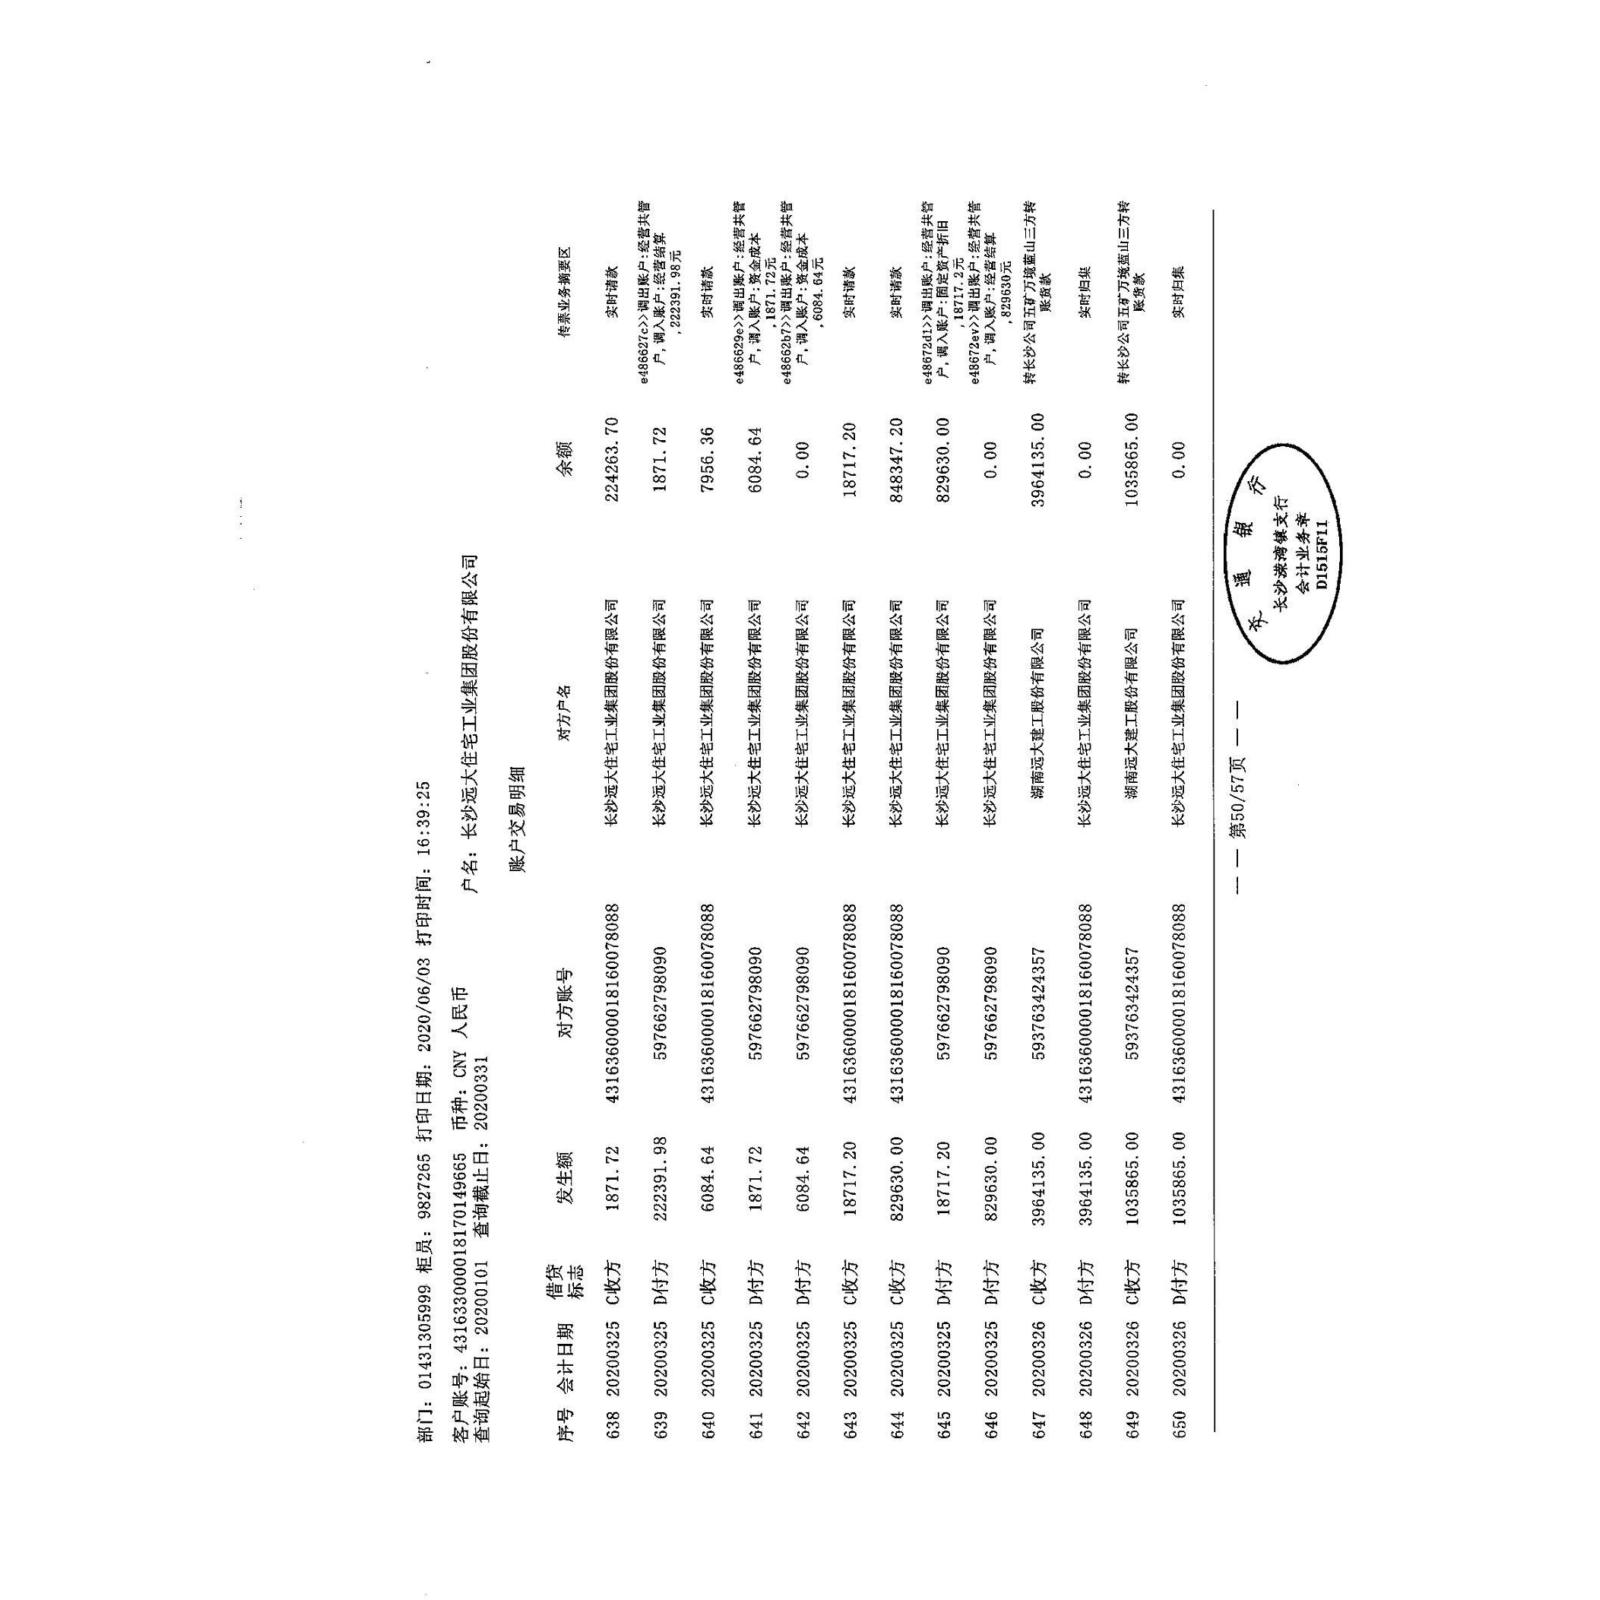 部门: 01431305999 柜员: 9827265 打印日期: 2020/06/03 打印时间: 16:39:25
客户账号: 431633000018170149665 币种: CNY 人民币 户名: 长沙远大住宅工业集团股份有限公司
查询起始日: 20200101 查询截止日: 20200331
账户交易明细
序号 会计日期 借贷标志 发生额 对方账号 对方户名 余额 传票业务摘要区
638 20200325 C收方 1871.72 431636000018160078088 长沙远大住宅工业集团股份有限公司 224263.70 实时请款
639 20200325 D付方 222391.98 597662798090 长沙远大住宅工业集团股份有限公司 1871.72 e486627c>>调出账户:经营共管
户,调入账户:经营结算
,222391.98元
640 20200325 C收方 6084.64 431636000018160078088 长沙远大住宅工业集团股份有限公司 7956.36 实时请款
641 20200325 D付方 1871.72 597662798090 长沙远大住宅工业集团股份有限公司 6084.64 e486629e>>调出账户:经营共管
户,调入账户:资金成本
,1871.72元
642 20200325 D付方 6084.64 597662798090 长沙远大住宅工业集团股份有限公司 0.00 e48662b7>>调出账户:经营共管
户,调入账户:资金成本
,6084.64元
643 20200325 C收方 18717.20 431636000018160078088 长沙远大住宅工业集团股份有限公司 18717.20 实时请款
644 20200325 C收方 829630.00 431636000018160078088 长沙远大住宅工业集团股份有限公司 848347.20 实时请款
645 20200325 D付方 18717.20 597662798090 长沙远大住宅工业集团股份有限公司 829630.00 e48672d1>>调出账户:经营共管
户,调入账户:固定资产折旧
,18717.2元
646 20200325 D付方 829630.00 597662798090 长沙远大住宅工业集团股份有限公司 0.00 e48672ev>>调出账户:经营共管
户,调入账户:经营结算
,829630元
647 20200326 C收方 3964135.00 593763424357 湖南远大建工股份有限公司 3964135.00 转长沙公司五矿万境蓝山三方转
账货款
648 20200326 D付方 3964135.00 431636000018160078088 长沙远大住宅工业集团股份有限公司 0.00 实时归集
649 20200326 C收方 1035865.00 593763424357 湖南远大建工股份有限公司 1035865.00 转长沙公司五矿万境蓝山三方转
账货款
650 20200326 D付方 1035865.00 431636000018160078088 长沙远大住宅工业集团股份有限公司 0.00 实时归集
— — 第50/57页 — —
交通银行
长沙溁湾镇支行
会计业务章
D1515F11